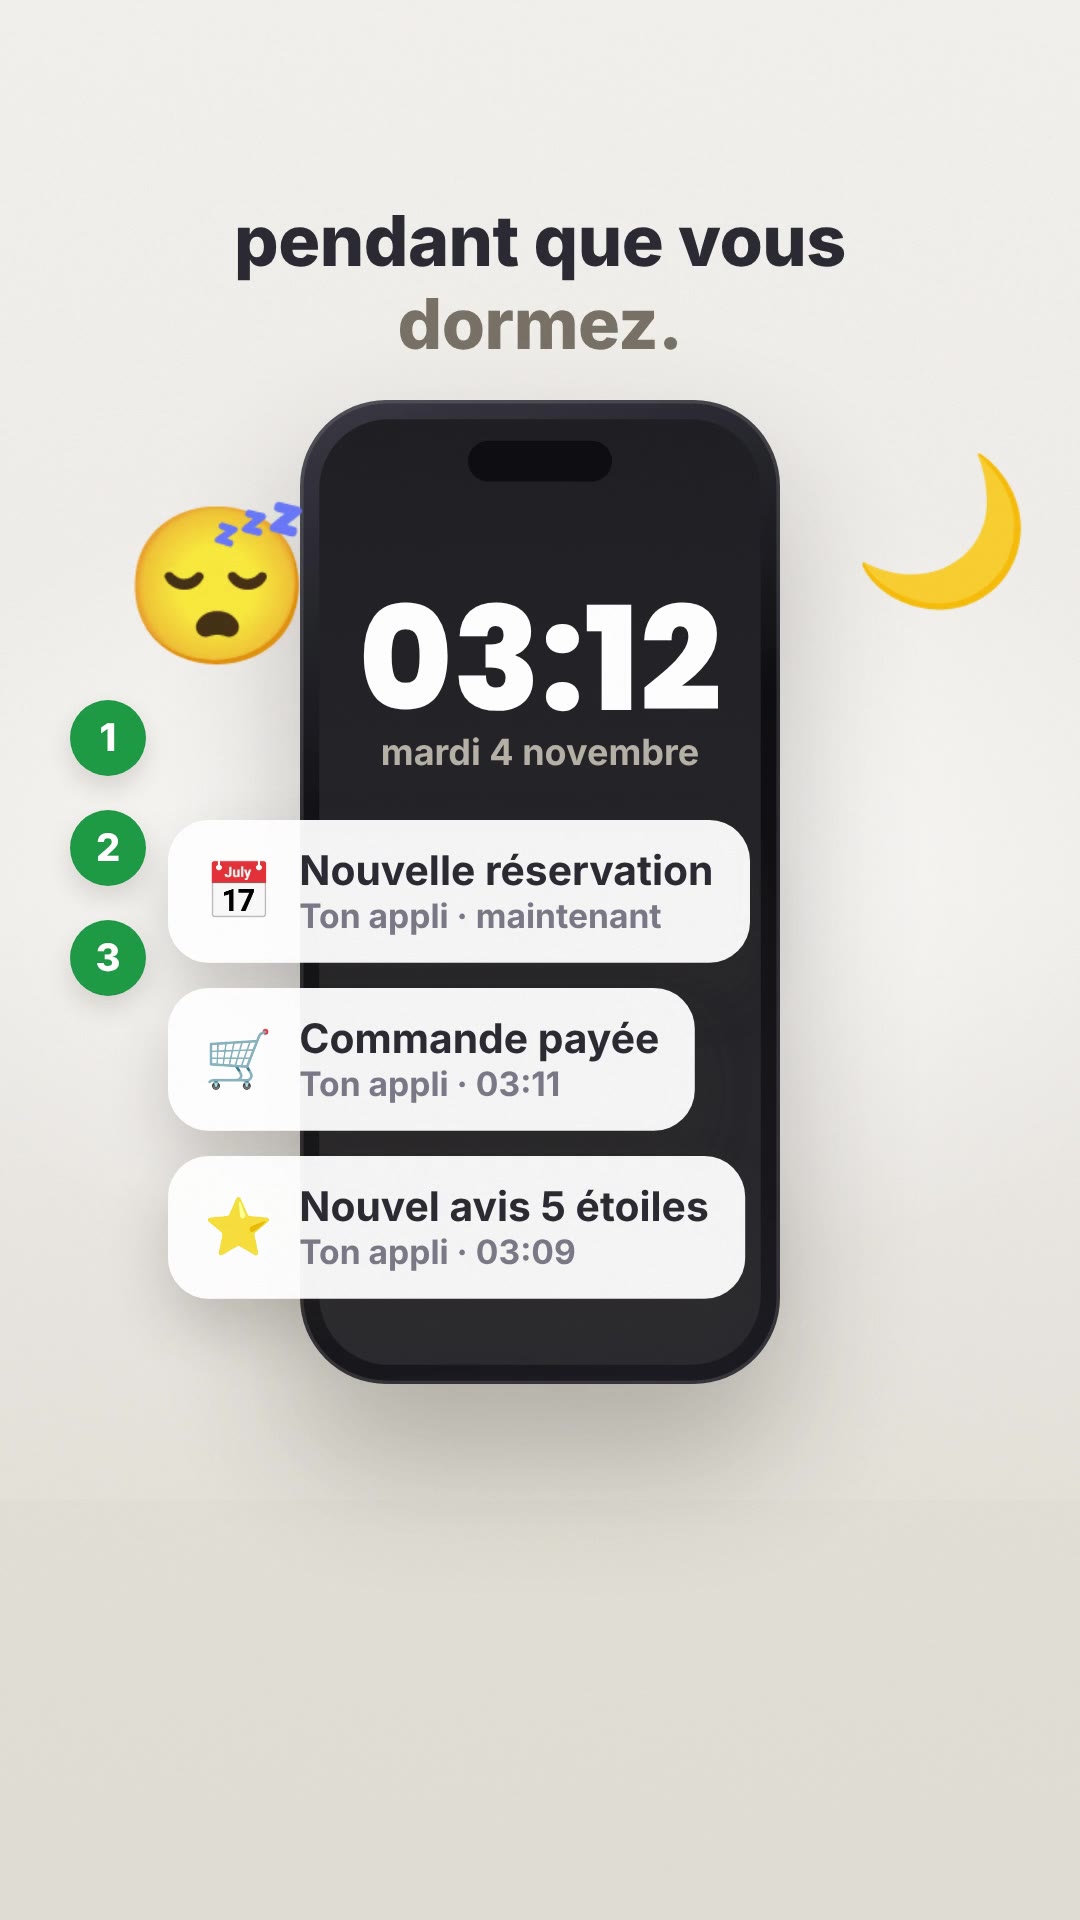 pendant que vous
dormez.
03:12
mardi 4 novembre
1
2
3
July
17
Nouvelle réservation
Ton appli · maintenant
Commande payée
Ton appli · 03:11
Nouvel avis 5 étoiles
Ton appli · 03:09